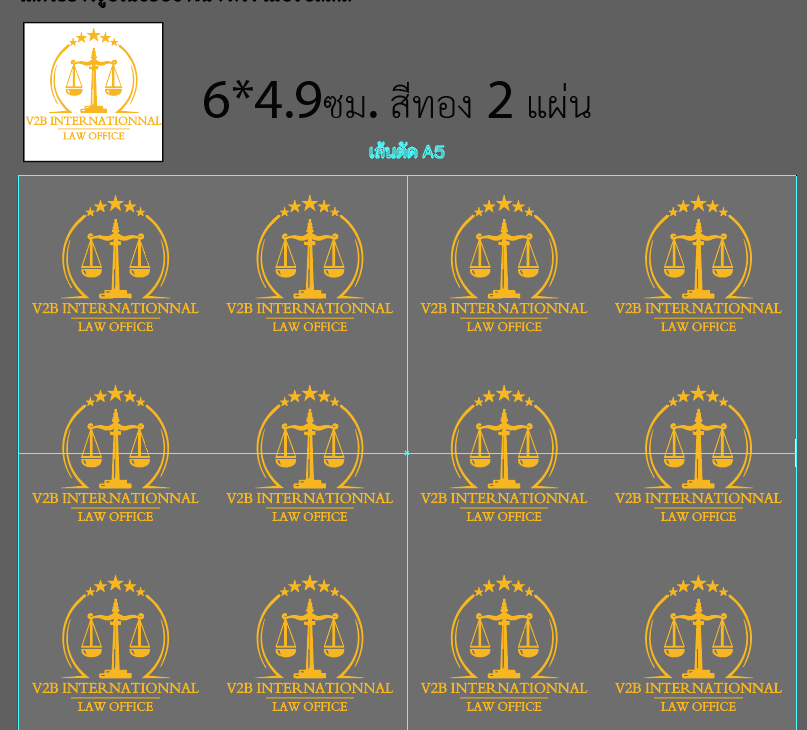 V2B INTERNATIONNAL
LAW OFFICE
6*4.9ซม. สีทอง 2 แผ่น
เส้นตัด A5
V2B INTERNATIONNAL V2B INTERNATIONNAL V2B INTERNATIONNAL V2B INTERNATIONNAL
LAW OFFICE LAW OFFICE LAW OFFICE LAW OFFICE
V2B INTERNATIONNAL V2B INTERNATIONNAL V2B INTERNATIONNAL V2B INTERNATIONNAL
LAW OFFICE LAW OFFICE LAW OFFICE LAW OFFICE
V2B INTERNATIONNAL V2B INTERNATIONNAL V2B INTERNATIONNAL V2B INTERNATIONNAL
LAW OFFICE LAW OFFICE LAW OFFICE LAW OFFICE